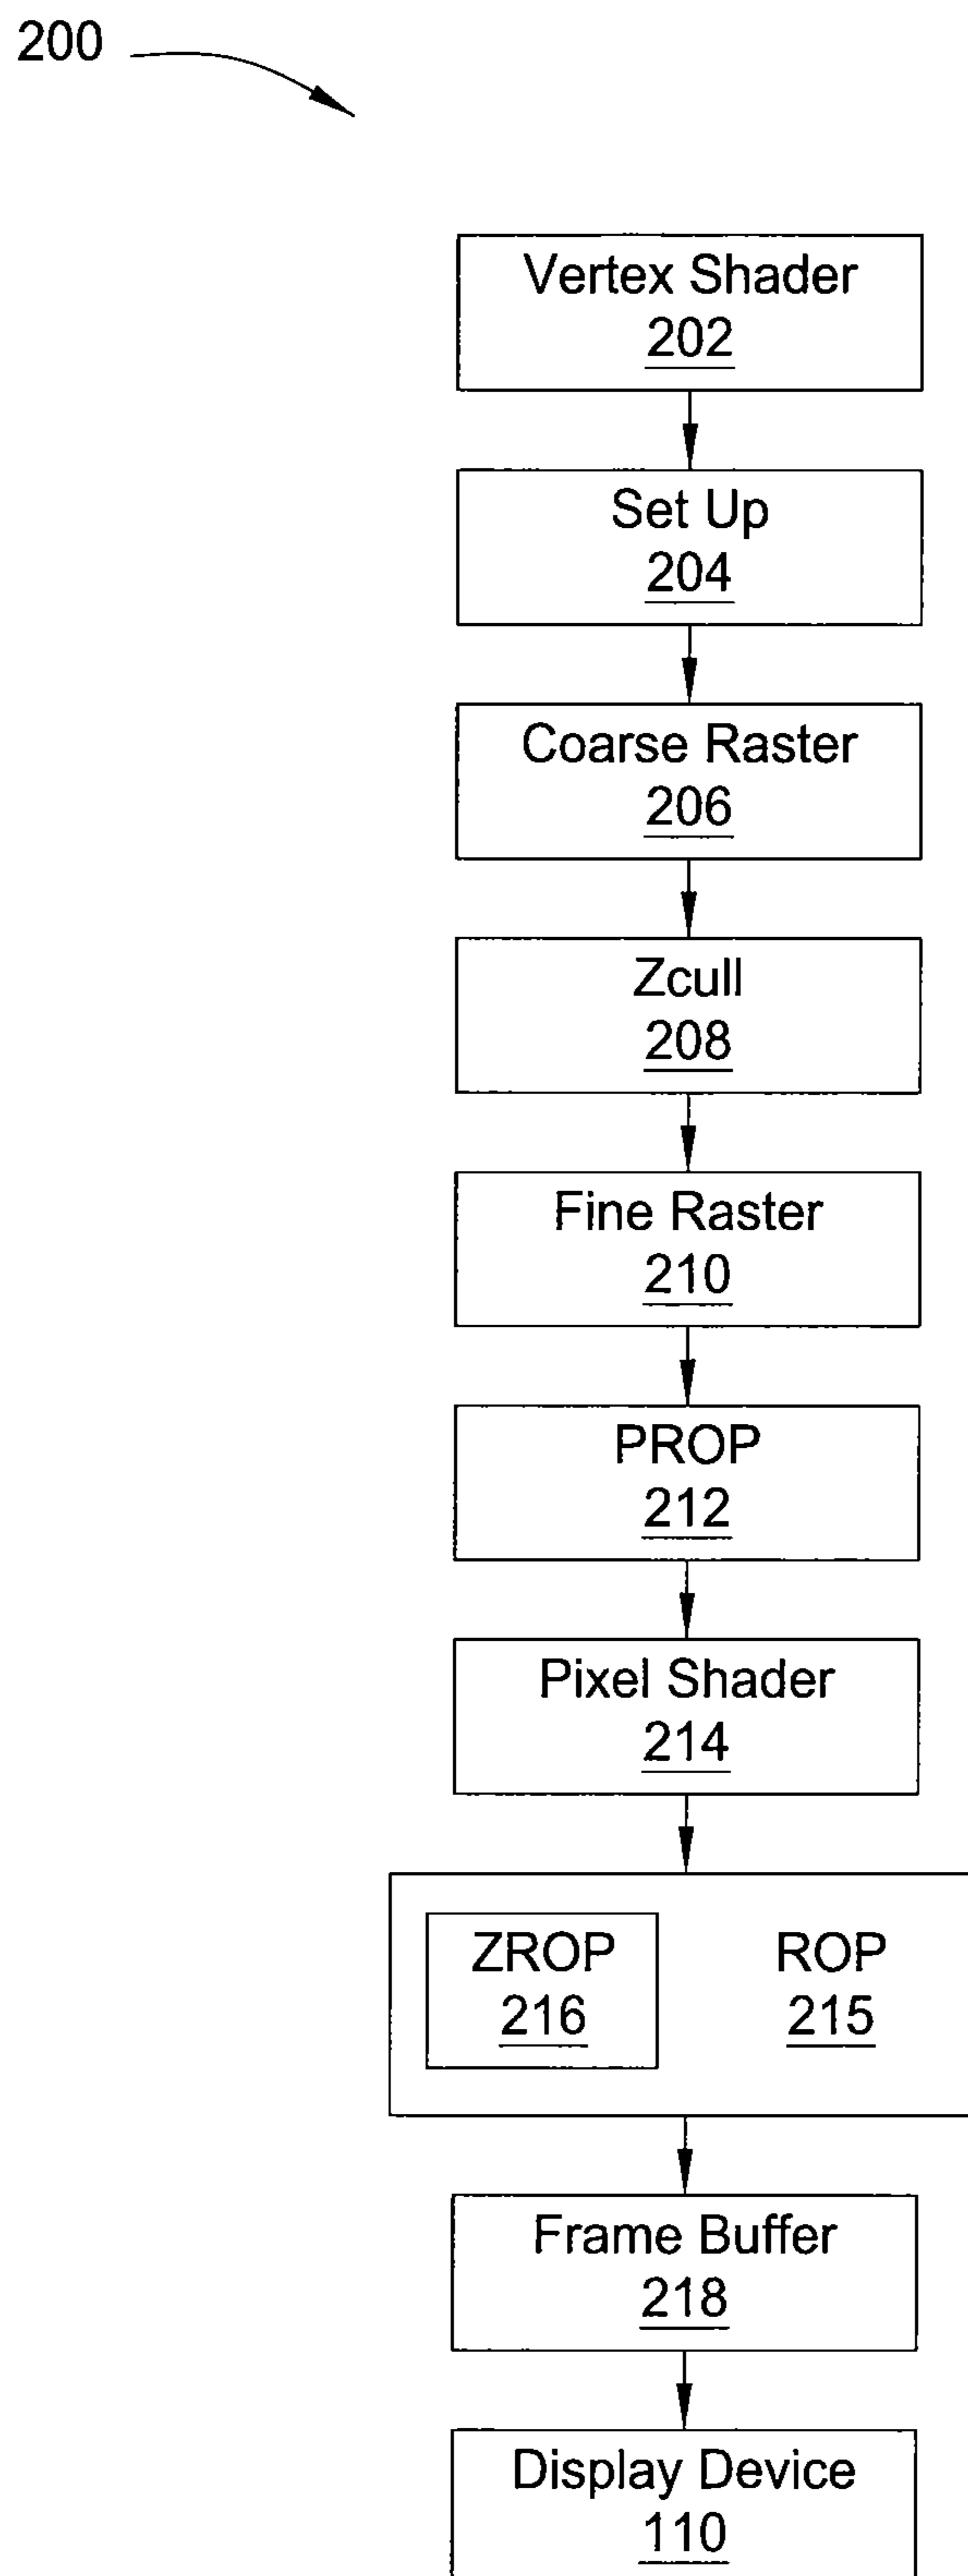 200
Vertex Shader
202
Set Up
204
Coarse Raster
206
Zcull
208
Fine Raster
210
PROP
212
Pixel Shader
214
ZROP
216
ROP
215
Frame Buffer
218
Display Device
110